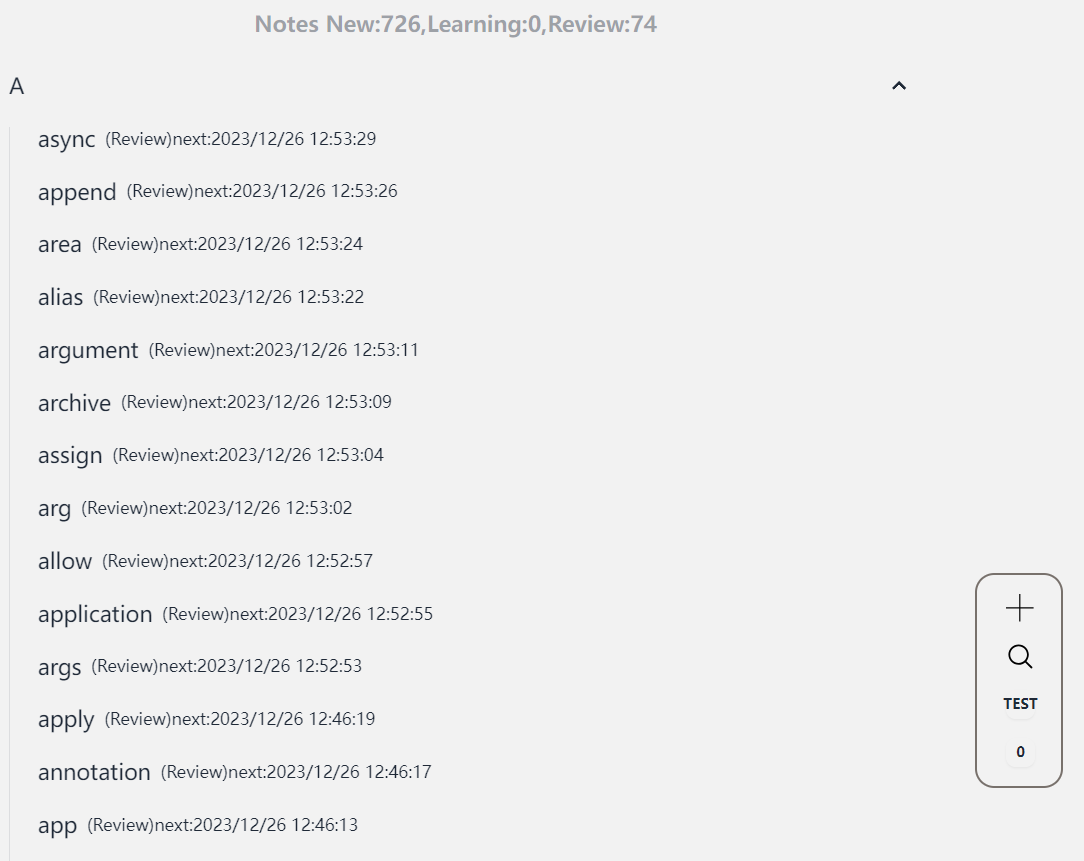 Notes New:726,Learning:0,Review:74
A
async (Review)next:2023/12/26 12:53:29
append (Review)next:2023/12/26 12:53:26
area (Review)next:2023/12/26 12:53:24
alias (Review)next:2023/12/26 12:53:22
argument (Review)next:2023/12/26 12:53:11
archive (Review)next:2023/12/26 12:53:09
assign (Review)next:2023/12/26 12:53:04
arg (Review)next:2023/12/26 12:53:02
allow (Review)next:2023/12/26 12:52:57
application (Review)next:2023/12/26 12:52:55
args (Review)next:2023/12/26 12:52:53
apply (Review)next:2023/12/26 12:46:19
annotation (Review)next:2023/12/26 12:46:17
app (Review)next:2023/12/26 12:46:13
TEST
0